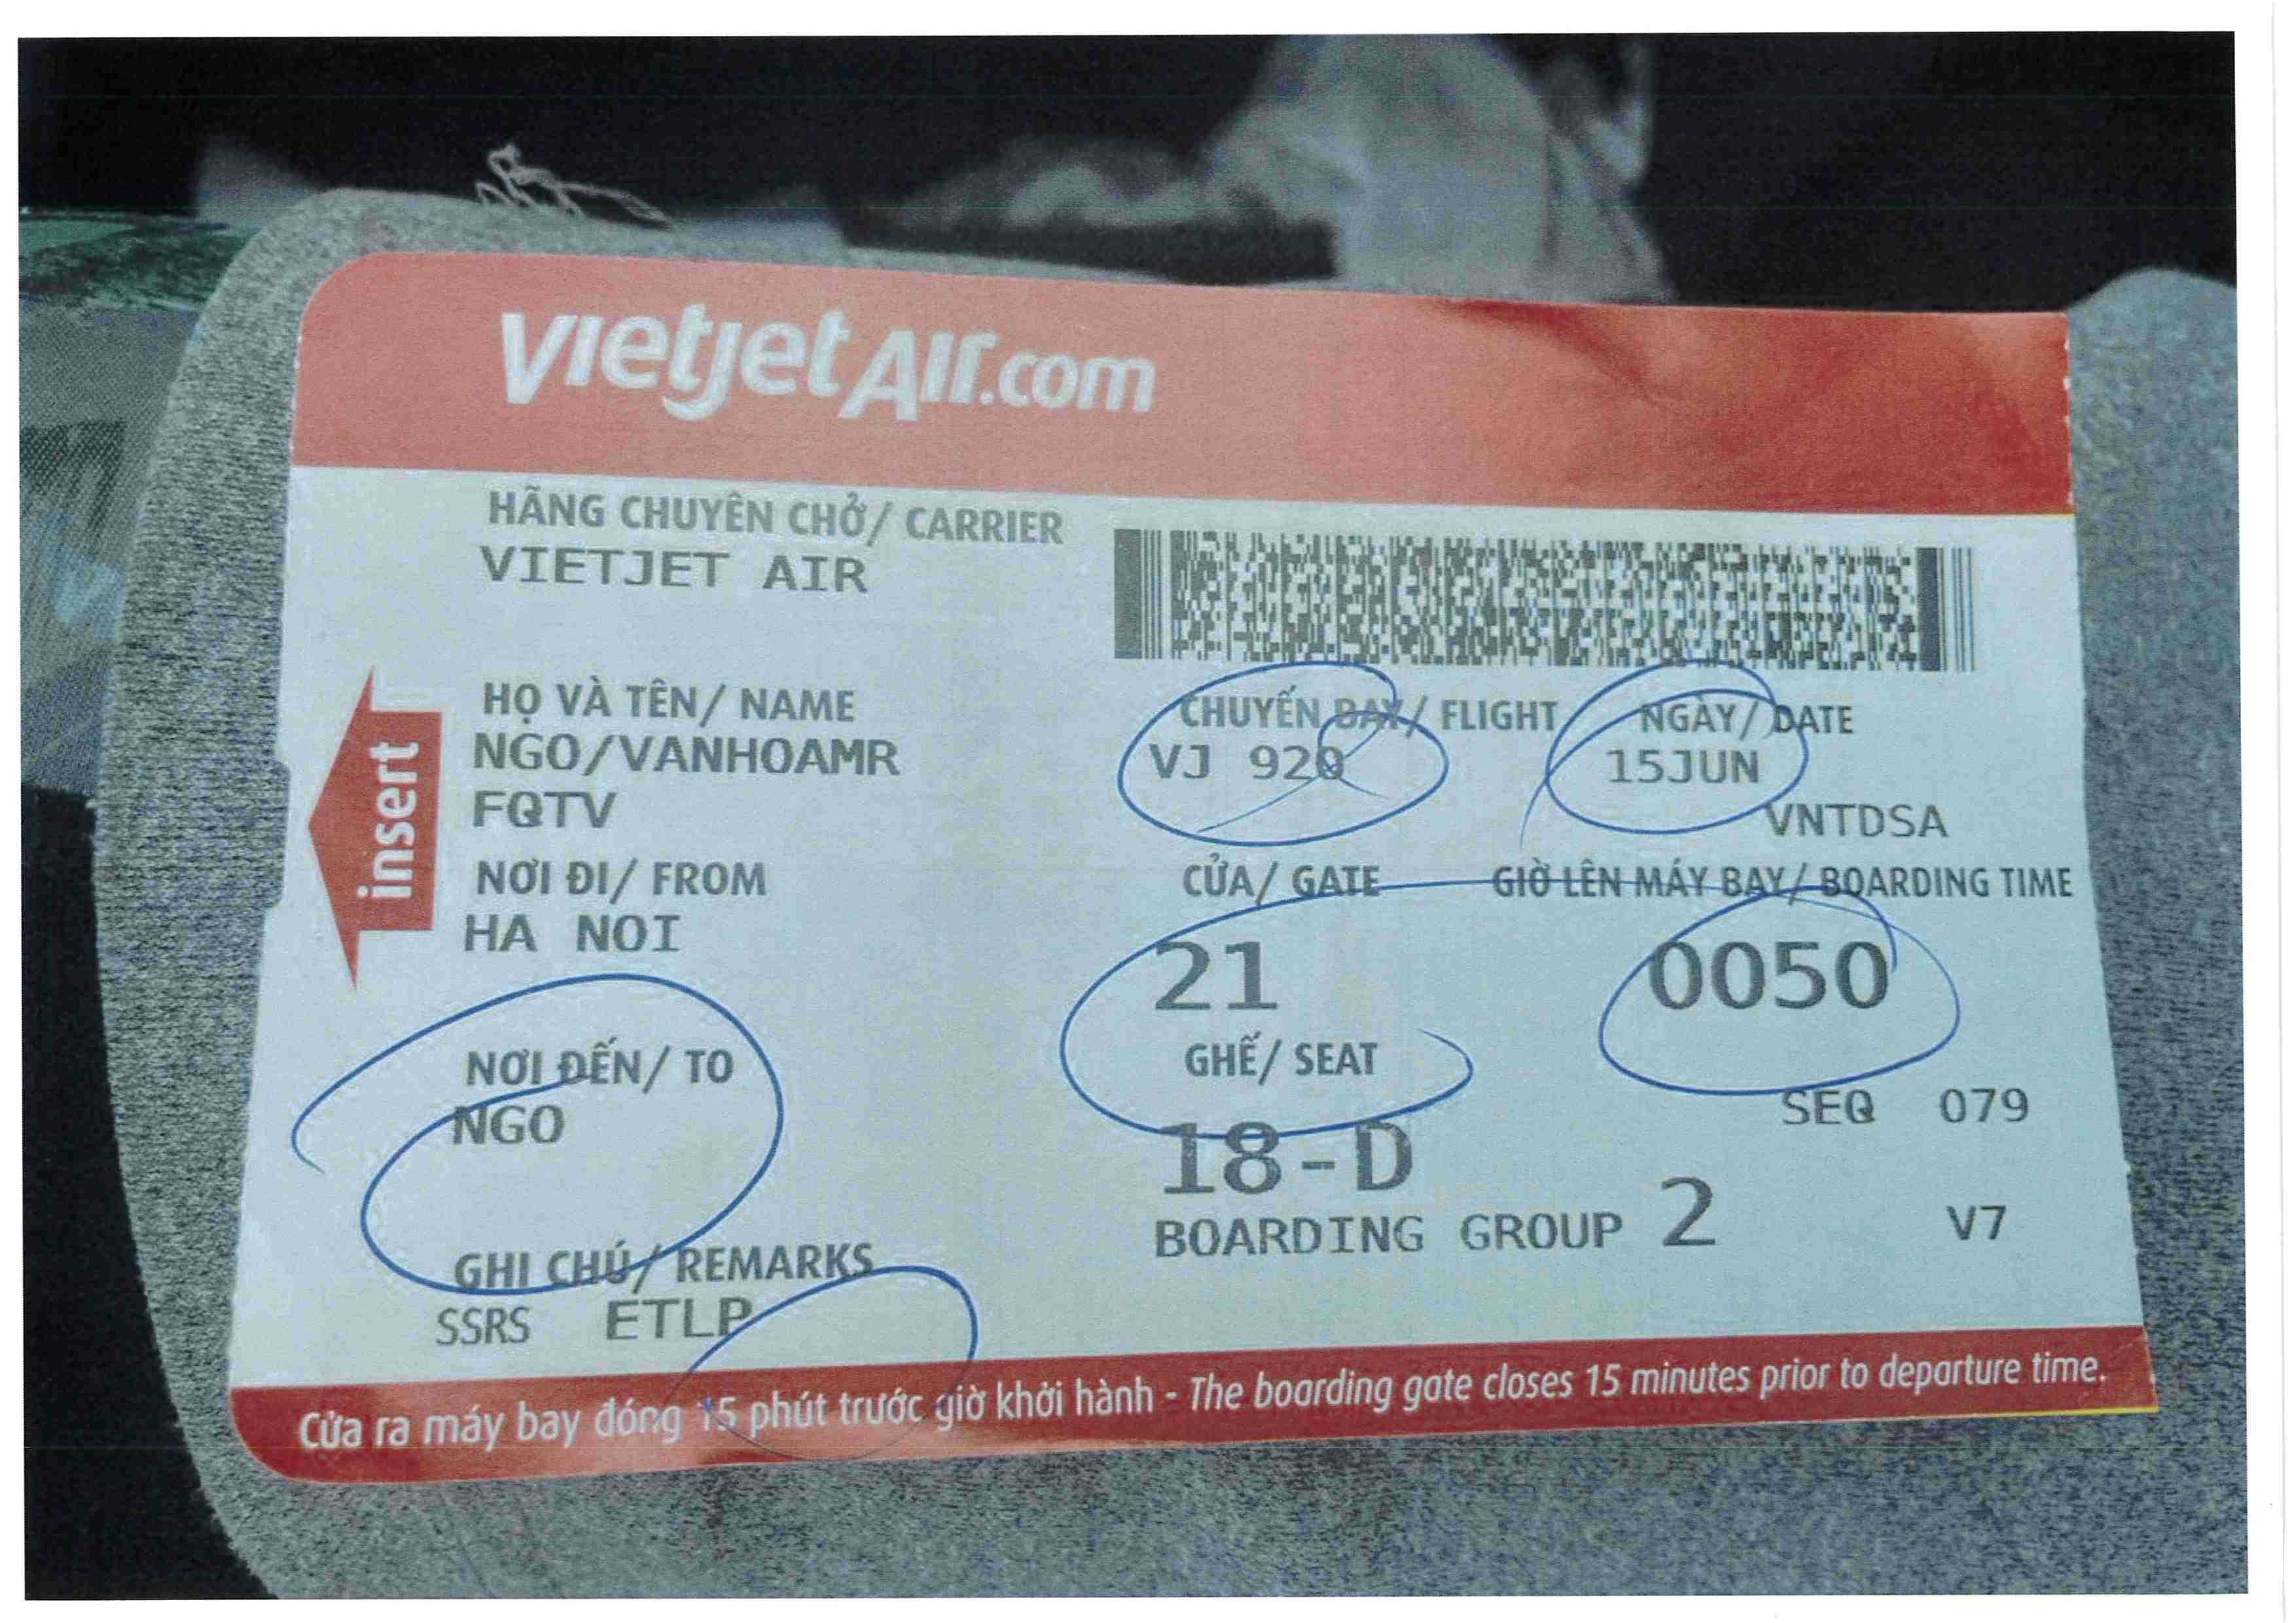 vietjetAir.com
HÃNG CHUYÊN CHỞ/ CARRIER
VIETJET AIR
insert
HỌ VÀ TÊN/ NAME
NGO/VANHOAMR
FQTV
CHUYẾN BAY/ FLIGHT
VJ 920
NGÀY/ DATE
15JUN
VNTDSA
NƠI ĐI/ FROM
HA NOI
CỬA/ GATE
21
GIỜ LÊN MÁY BAY/ BOARDING TIME
0050
NƠI ĐẾN/ TO
NGO
GHẾ/ SEAT
18-D
SEQ 079
BOARDING GROUP 2
V7
GHI CHÚ/ REMARKS
SSRS ETLP
Cửa ra máy bay đóng 15 phút trước giờ khởi hành - The boarding gate closes 15 minutes prior to departure time.